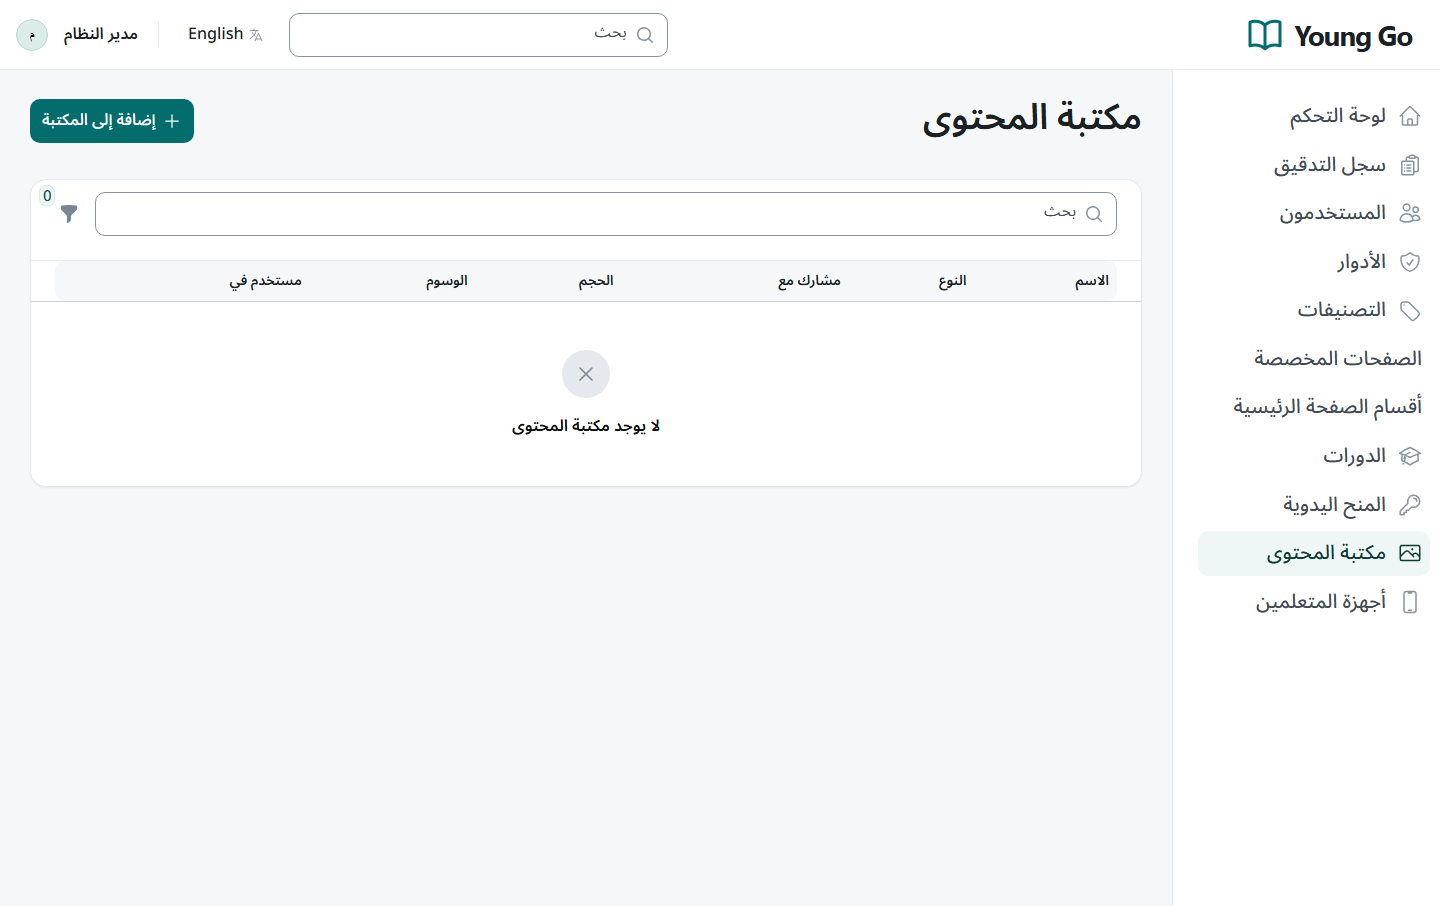 Young Go
بحث
English
مدير النظام
م
لوحة التحكم
سجل التدقيق
المستخدمون
الأدوار
التصنيفات
الصفحات المخصصة
أقسام الصفحة الرئيسية
الدورات
المنح اليدوية
مكتبة المحتوى
أجهزة المتعلمين
مكتبة المحتوى
إضافة إلى المكتبة
بحث
0
الاسم النوع مشارك مع الحجم الوسوم مستخدم في
لا يوجد مكتبة المحتوى